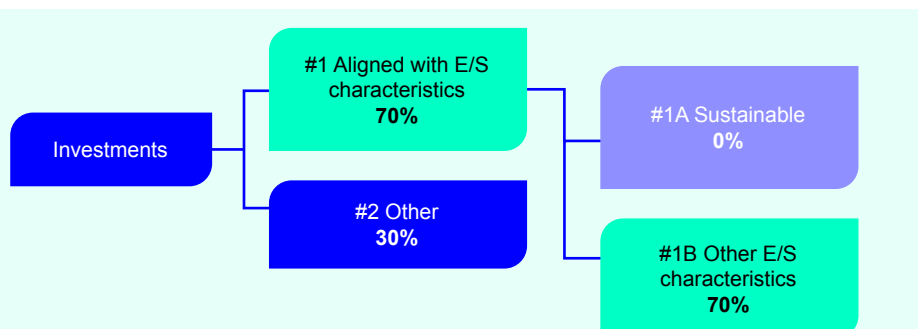 #1 Aligned with E/S
characteristics
70%
#1A Sustainable
0%
Investments
#2 Other
30%
#1B Other E/S
characteristics
70%